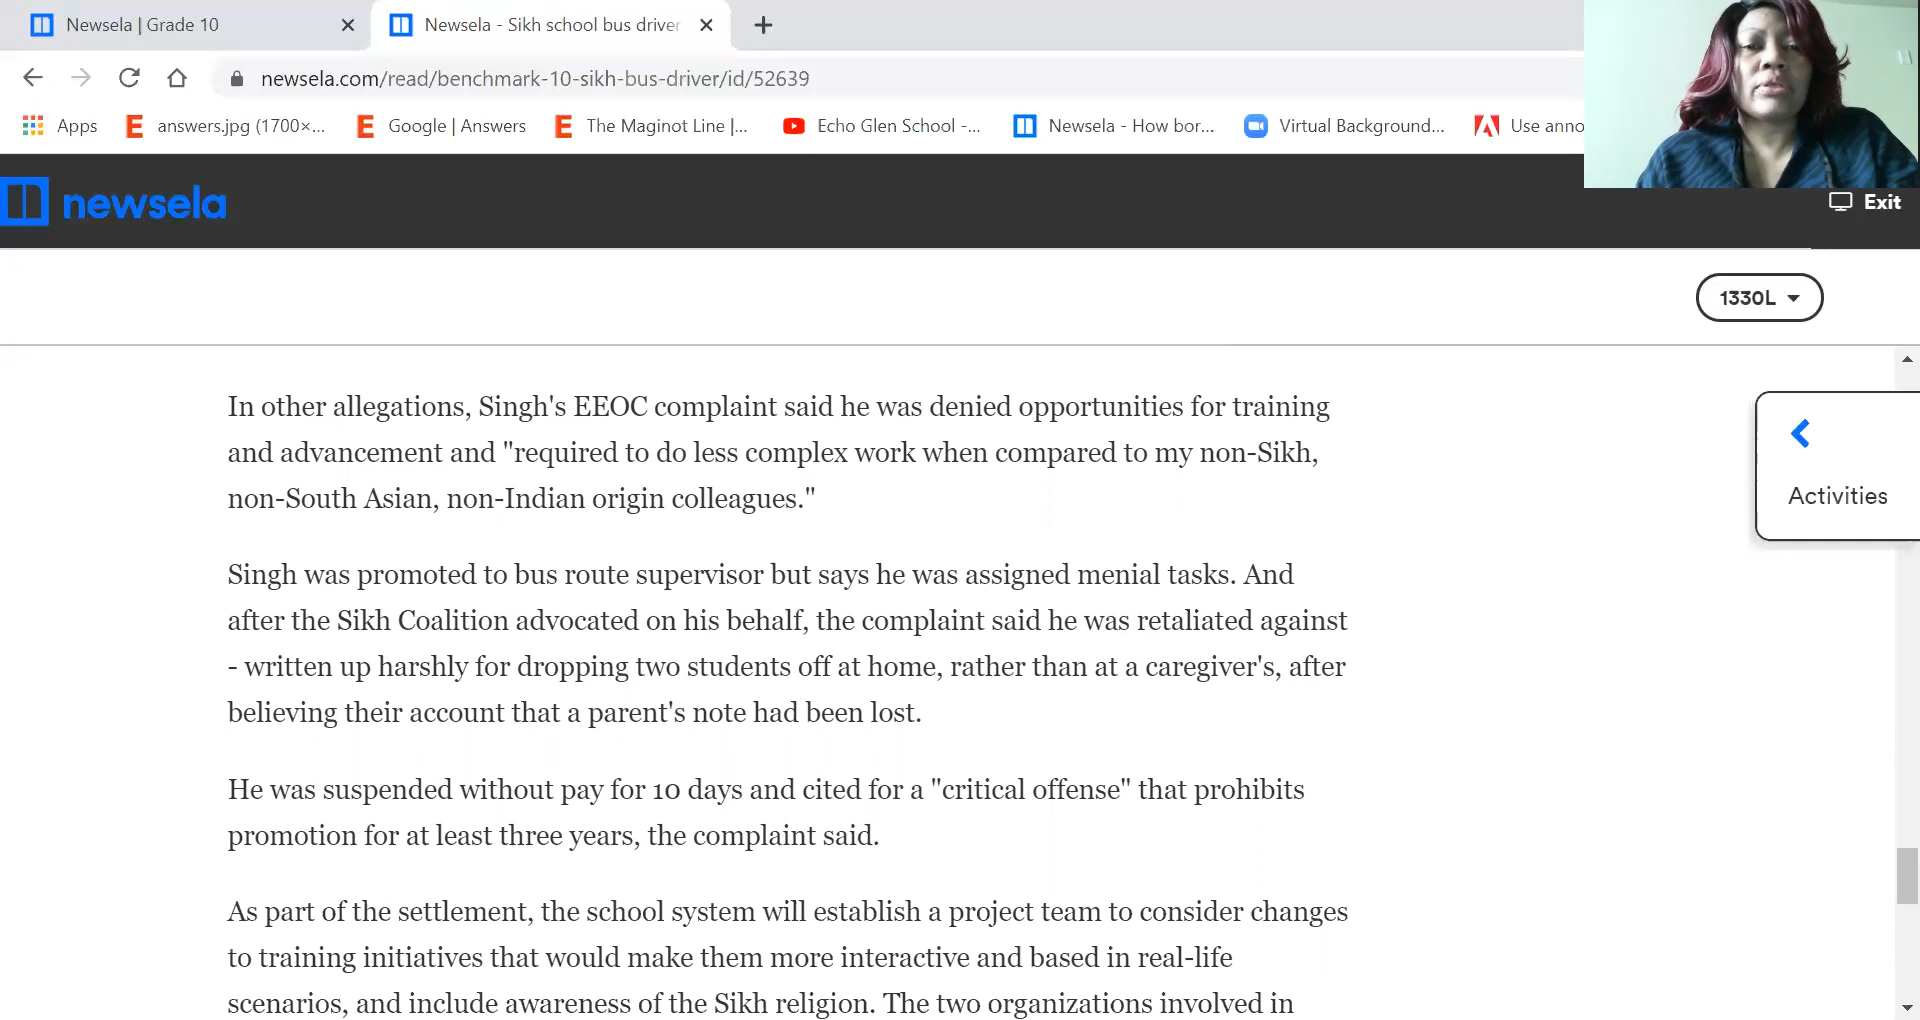 Newsela | Grade 10
Newsela - Sikh school bus driver
newsela.com/read/benchmark-10-sikh-bus-driver/id/52639
Apps
answers.jpg (1700×...
Google | Answers
The Maginot Line |...
Echo Glen School -...
Newsela - How bor...
Virtual Background...
Use anno
newsela
Exit
1330L
Activities
In other allegations, Singh's EEOC complaint said he was denied opportunities for training
and advancement and "required to do less complex work when compared to my non-Sikh,
non-South Asian, non-Indian origin colleagues."
Singh was promoted to bus route supervisor but says he was assigned menial tasks. And
after the Sikh Coalition advocated on his behalf, the complaint said he was retaliated against
- written up harshly for dropping two students off at home, rather than at a caregiver's, after
believing their account that a parent's note had been lost.
He was suspended without pay for 10 days and cited for a "critical offense" that prohibits
promotion for at least three years, the complaint said.
As part of the settlement, the school system will establish a project team to consider changes
to training initiatives that would make them more interactive and based in real-life
scenarios, and include awareness of the Sikh religion. The two organizations involved in